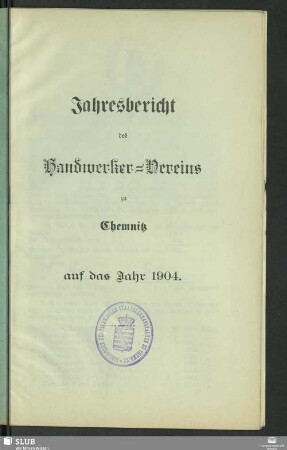 Jahresbericht
des
Handwerker=Vereins
zu
Chemnitz
auf das Jahr 1904.
SLUB